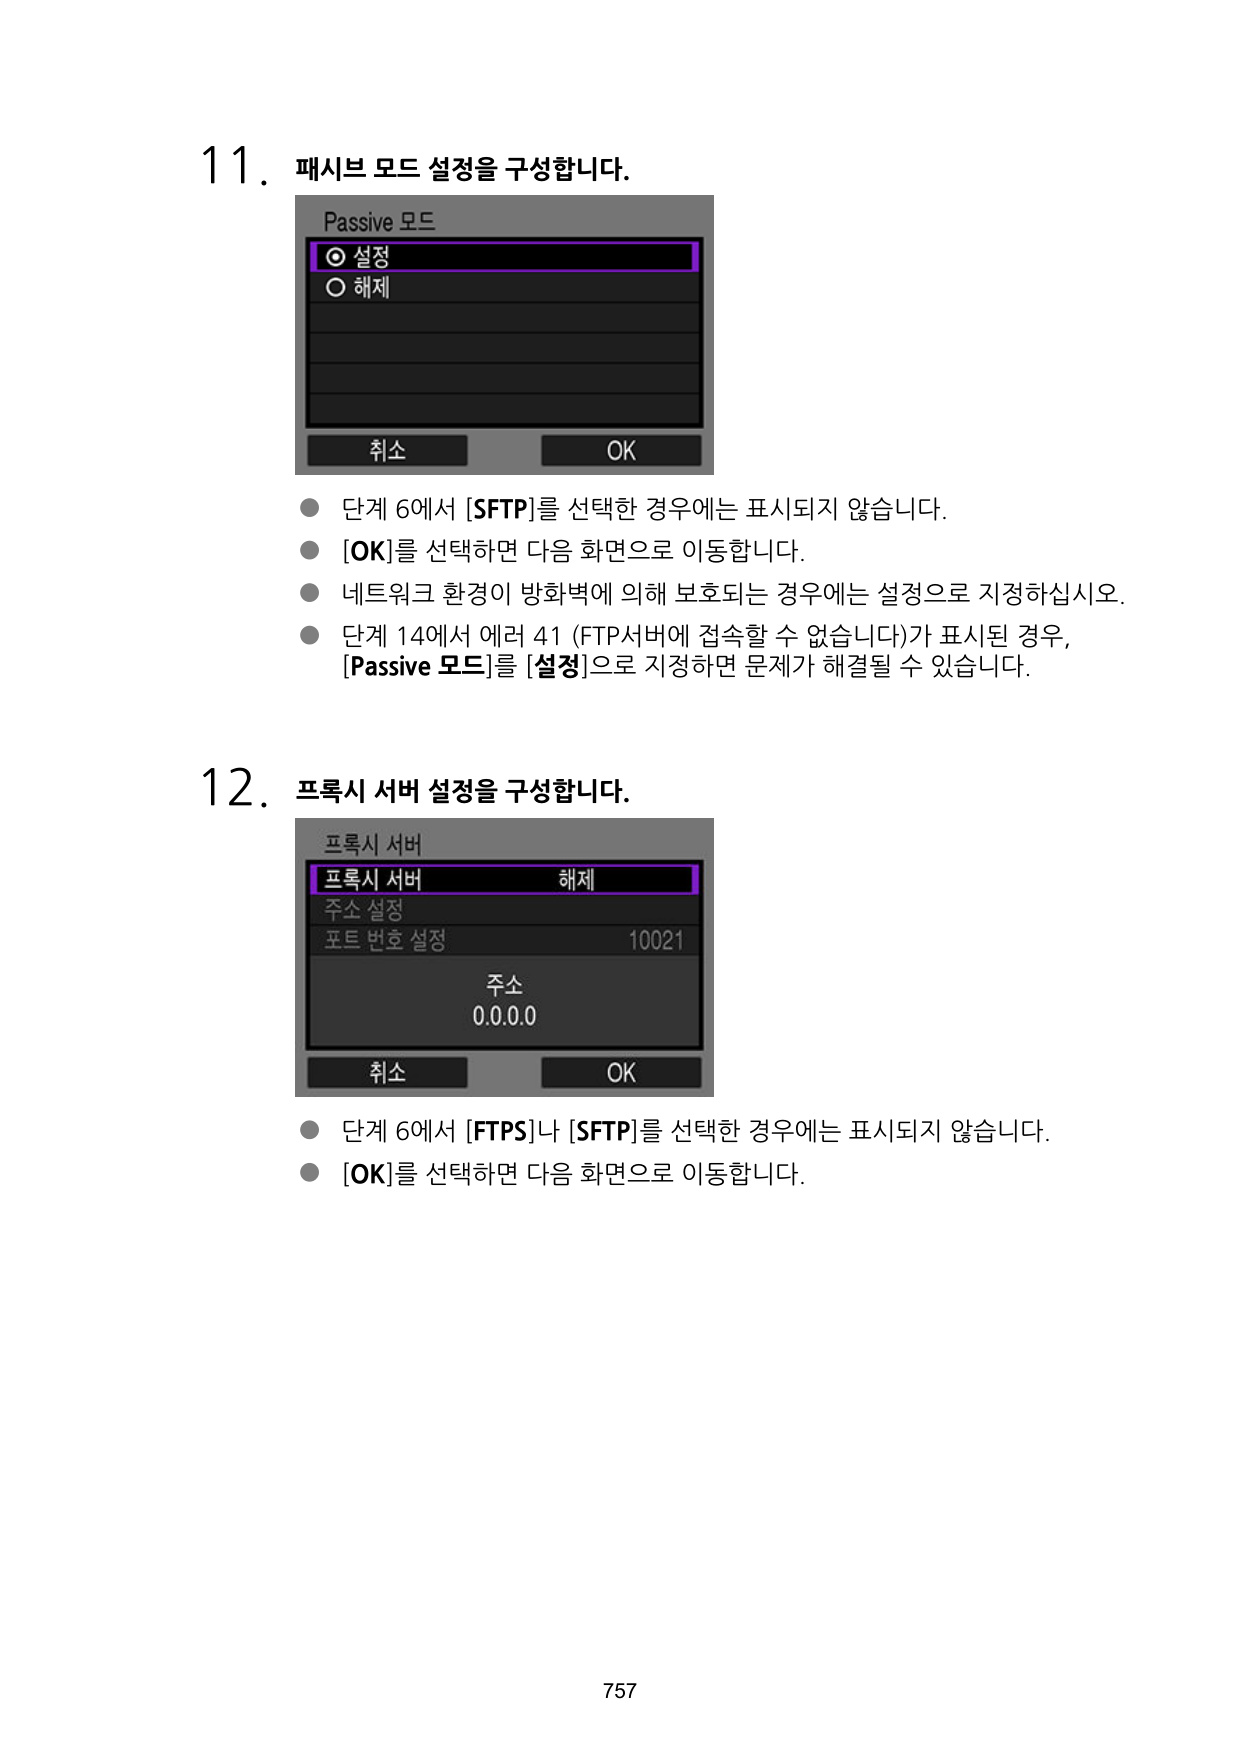 11. 패시브 모드 설정을 구성합니다.
Passive 모드
설정
해제
취소 OK
● 단계 6에서 [SFTP]를 선택한 경우에는 표시되지 않습니다.
● [OK]를 선택하면 다음 화면으로 이동합니다.
● 네트워크 환경이 방화벽에 의해 보호되는 경우에는 설정으로 지정하십시오.
● 단계 14에서 에러 41 (FTP서버에 접속할 수 없습니다)가 표시된 경우,
[Passive 모드]를 [설정]으로 지정하면 문제가 해결될 수 있습니다.
12. 프록시 서버 설정을 구성합니다.
프록시 서버
프록시 서버 해제
주소 설정
포트 번호 설정 10021
주소
0.0.0.0
취소 OK
● 단계 6에서 [FTPS]나 [SFTP]를 선택한 경우에는 표시되지 않습니다.
● [OK]를 선택하면 다음 화면으로 이동합니다.
757